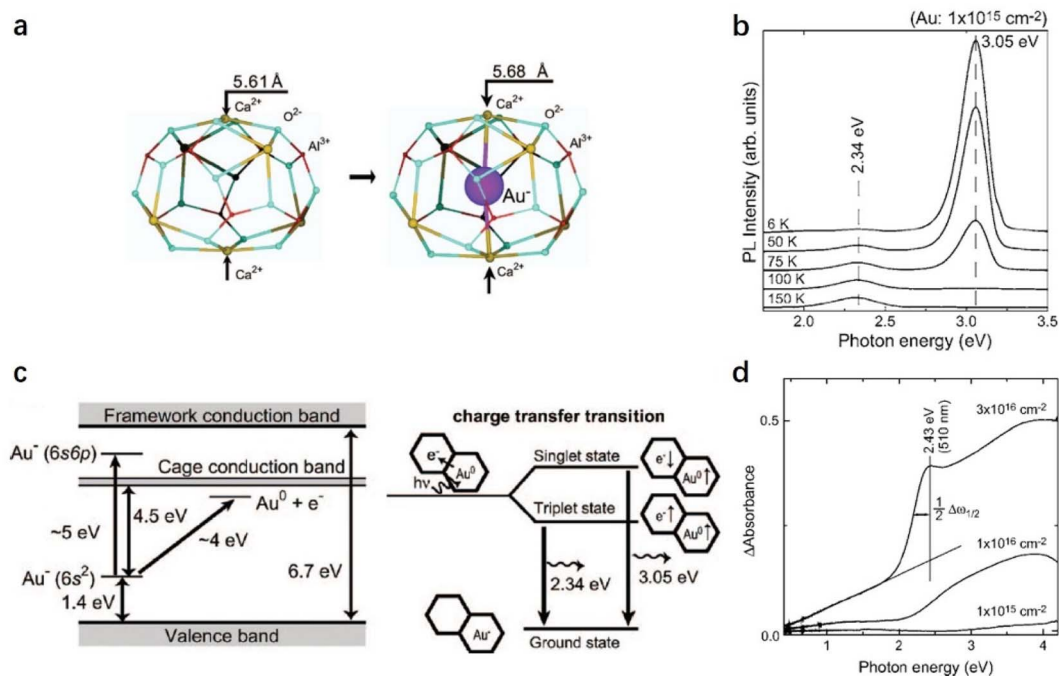 a
5.61 Å
Ca²⁺
O²⁻
Al³⁺
Ca²⁺
5.68 Å
Ca²⁺
O²⁻
Al³⁺
Au⁻
Ca²⁺
b
(Au: 1x10¹⁵ cm⁻²)
3.05 eV
2.34 eV
PL Intensity (arb. units)
6 K
50 K
75 K
100 K
150 K
2.0 2.5 3.0 3.5
Photon energy (eV)
c
Framework conduction band
Au⁻ (6s6p)
Cage conduction band
Au⁰ + e⁻
4.5 eV
~5 eV
~4 eV
6.7 eV
Au⁻ (6s²)
1.4 eV
Valence band
charge transfer transition
e⁻
Au⁰
hν
Singlet state
e⁻↓
Au⁰↑
Triplet state
e⁻↑
Au⁰↑
2.34 eV
3.05 eV
Au⁻
Ground state
d
ΔAbsorbance
0.5
0.0
2.43 eV
(510 nm)
3x10¹⁶ cm⁻²
½ Δω₁/₂
1x10¹⁶ cm⁻²
1x10¹⁵ cm⁻²
1 2 3 4
Photon energy (eV)